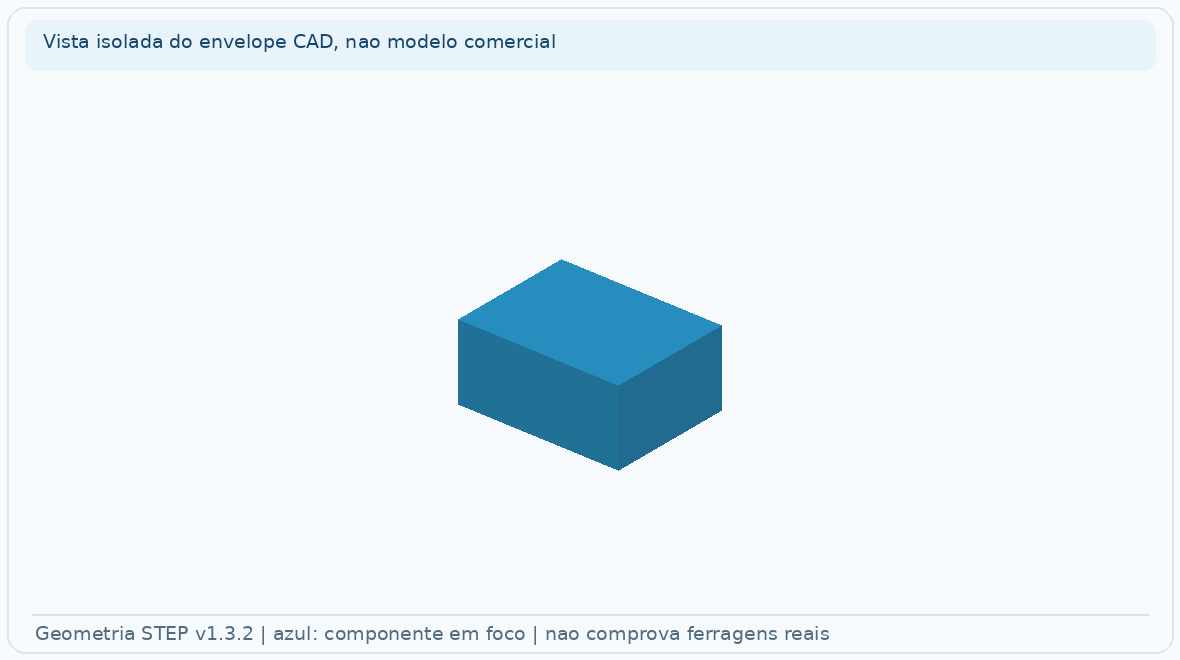 Vista isolada do envelope CAD, nao modelo comercial
Geometria STEP v1.3.2 | azul: componente em foco | nao comprova ferragens reais